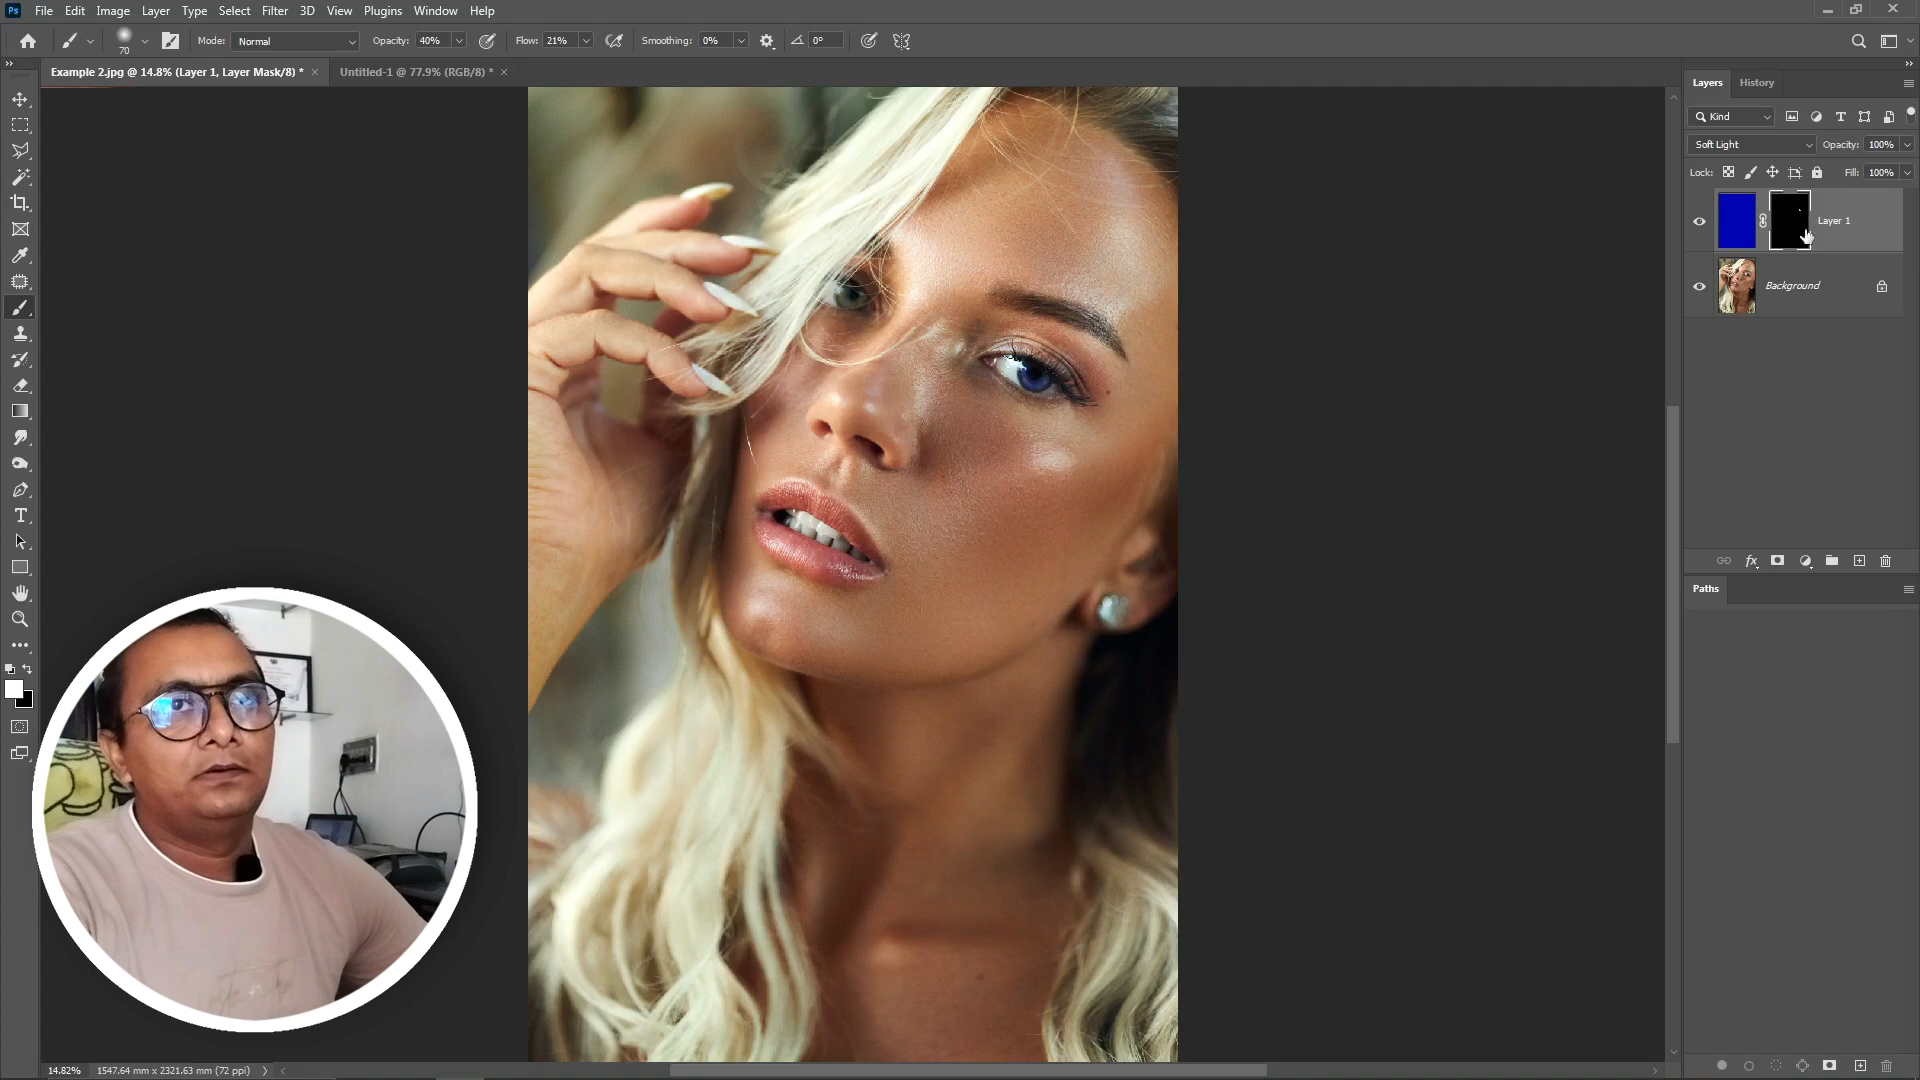 Ps File Edit Image Layer Type Select Filter 3D View Plugins Window Help
70 Mode: Normal Opacity: 40% Flow: 21% Smoothing: 0% 0°
Example 2.jpg @ 14.8% (Layer 1, Layer Mask/8) * × Untitled-1 @ 77.9% (RGB/8) * ×
Layers History
Kind
Soft Light Opacity: 100%
Lock: Fill: 100%
Layer 1
Background
fx
Paths
14.82% 1547.64 mm x 2321.63 mm (72 ppi)